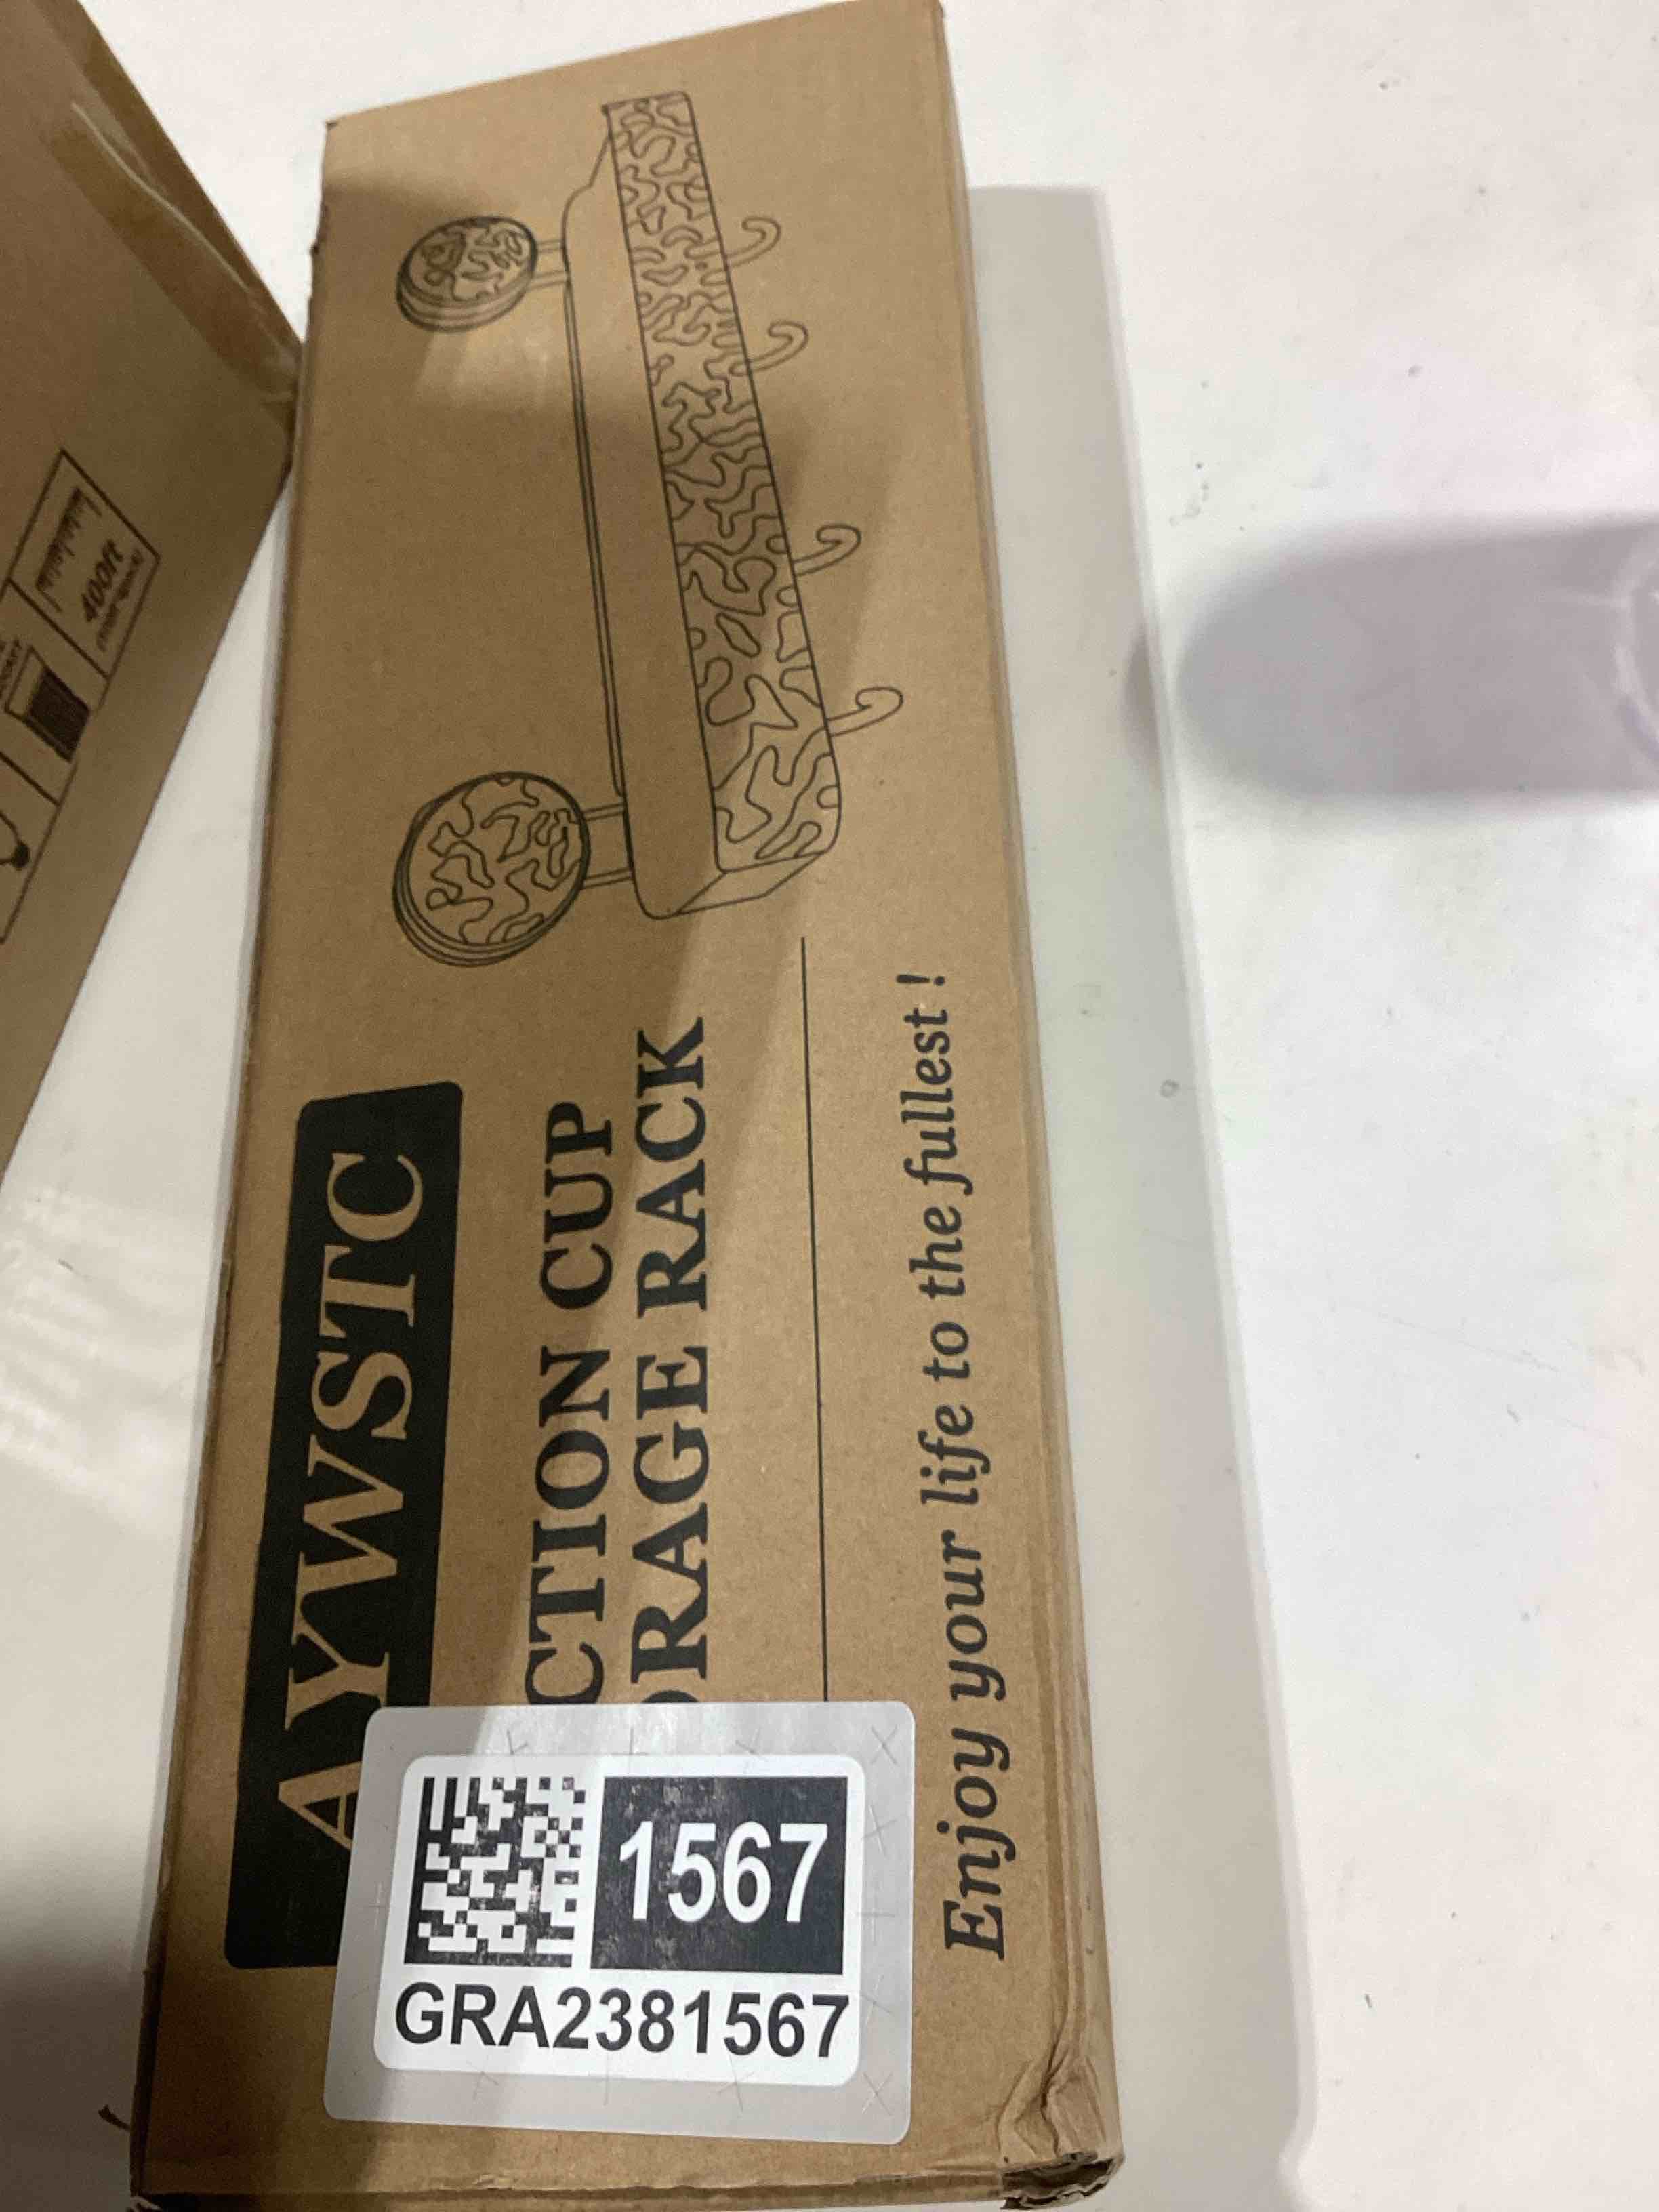 AYWSTC
CTION CUP
ORAGE RACK
Enjoy your life to the fullest !
1567
GRA2381567
400ft